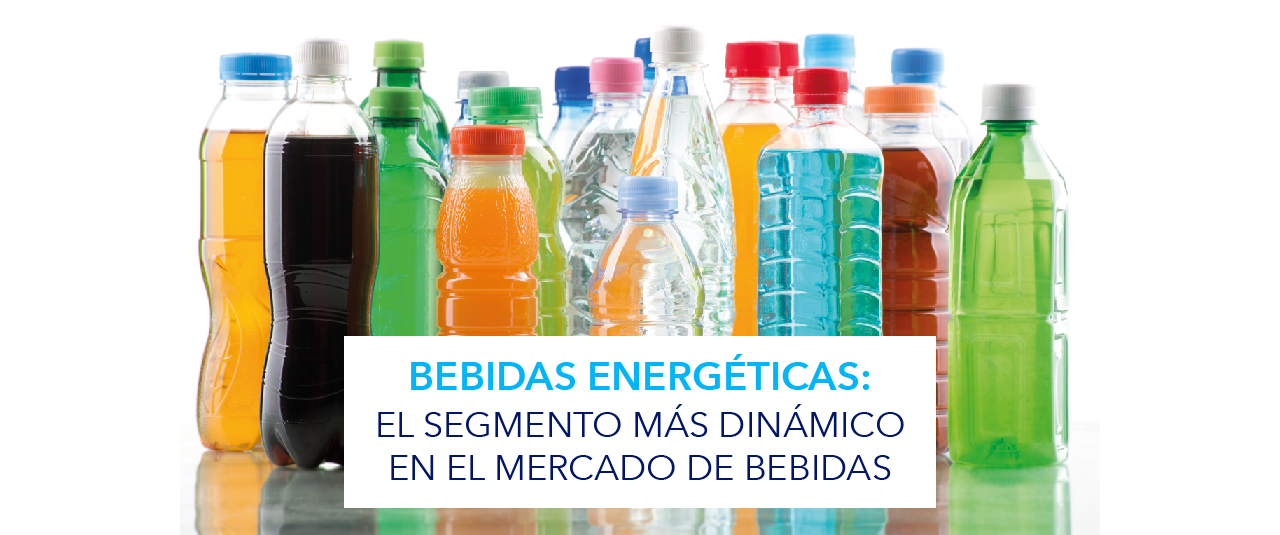 BEBIDAS ENERGÉTICAS:
EL SEGMENTO MÁS DINÁMICO
EN EL MERCADO DE BEBIDAS